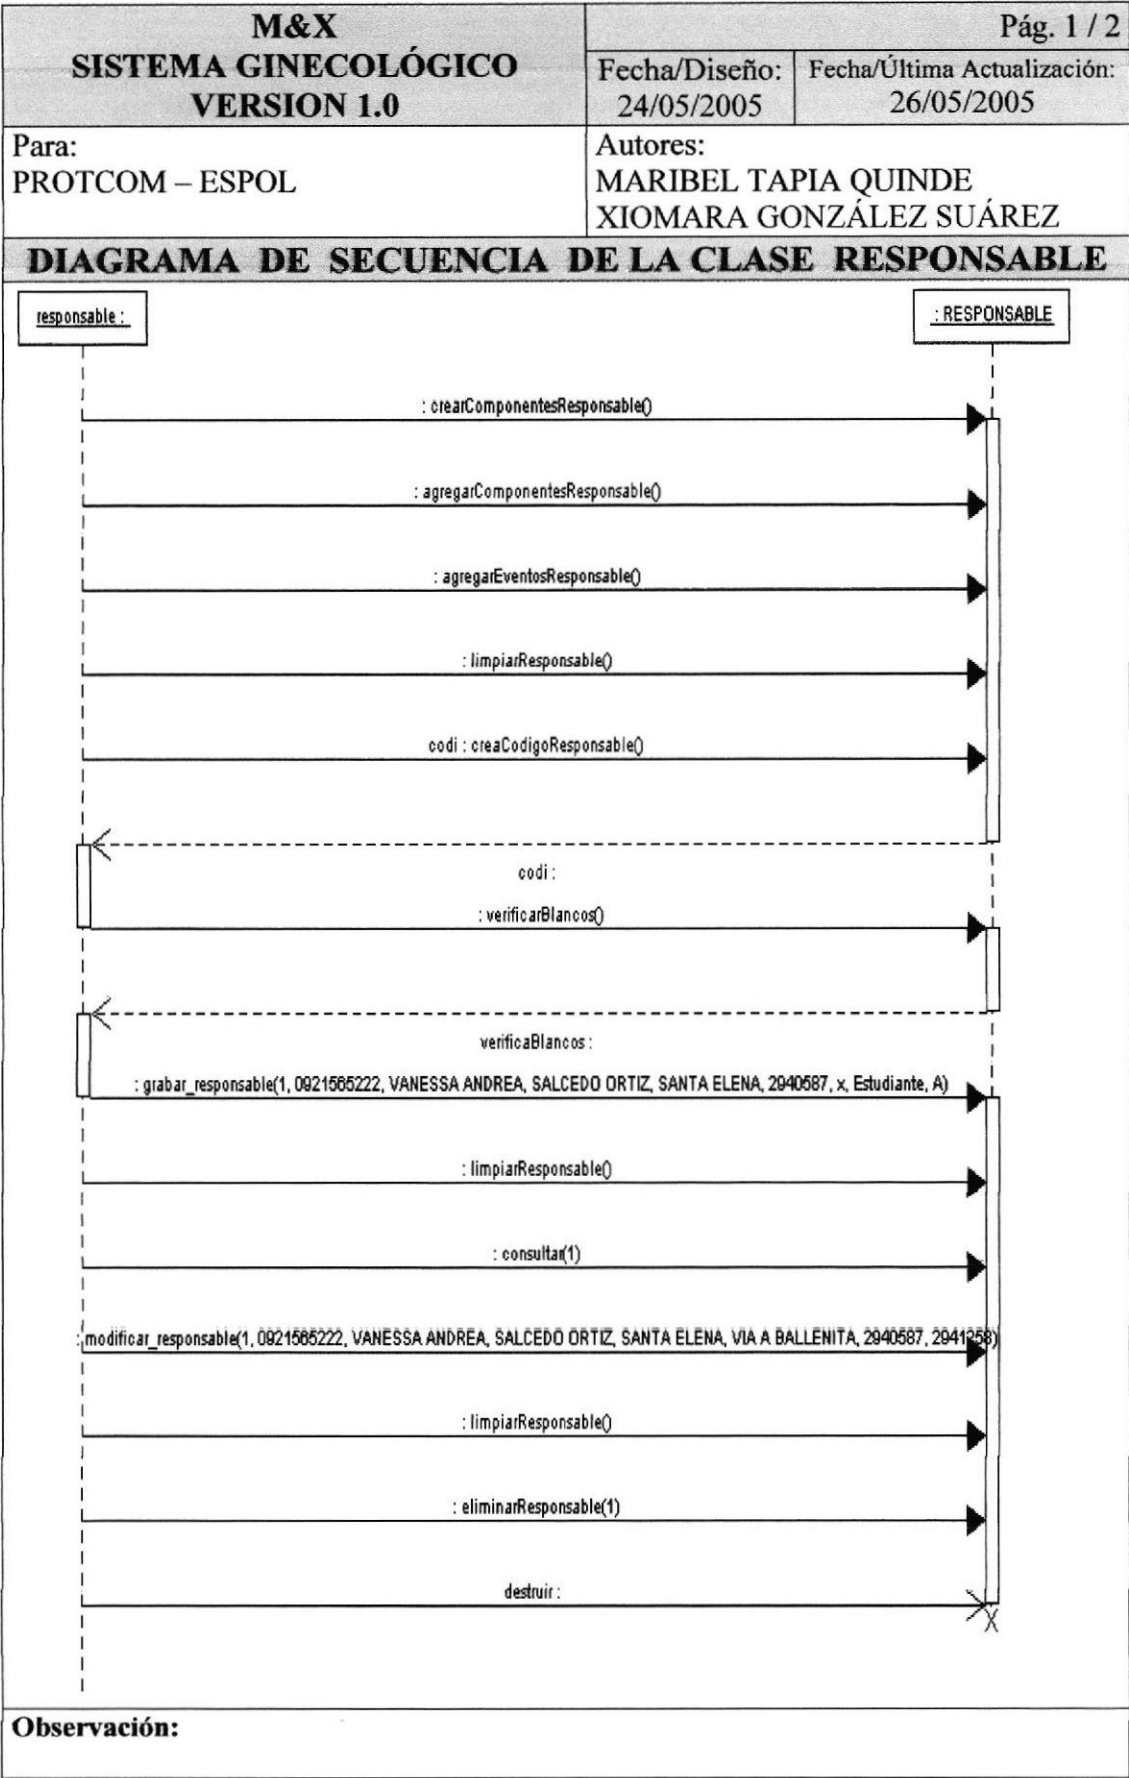 M&X
SISTEMA GINECOLÓGICO
VERSION 1.0
Pág. 1 / 2
Fecha/Diseño:
24/05/2005
Fecha/Última Actualización:
26/05/2005
Para:
PROTCOM – ESPOL
Autores:
MARIBEL TAPIA QUINDE
XIOMARA GONZÁLEZ SUÁREZ
DIAGRAMA DE SECUENCIA DE LA CLASE RESPONSABLE
responsable :
: RESPONSABLE
: crearComponentesResponsable()
: agregarComponentesResponsable()
: agregarEventosResponsable()
: limpiarResponsable()
codi : creaCodigoResponsable()
codi :
: verificarBlancos()
verificaBlancos :
: grabar_responsable(1, 0921565222, VANESSA ANDREA, SALCEDO ORTIZ, SANTA ELENA, 2940587, x, Estudiante, A)
: limpiarResponsable()
: consultar(1)
: modificar_responsable(1, 0921565222, VANESSA ANDREA, SALCEDO ORTIZ, SANTA ELENA, VIA A BALLENITA, 2940587, 2941258)
: limpiarResponsable()
: eliminarResponsable(1)
destruir :
X
Observación: